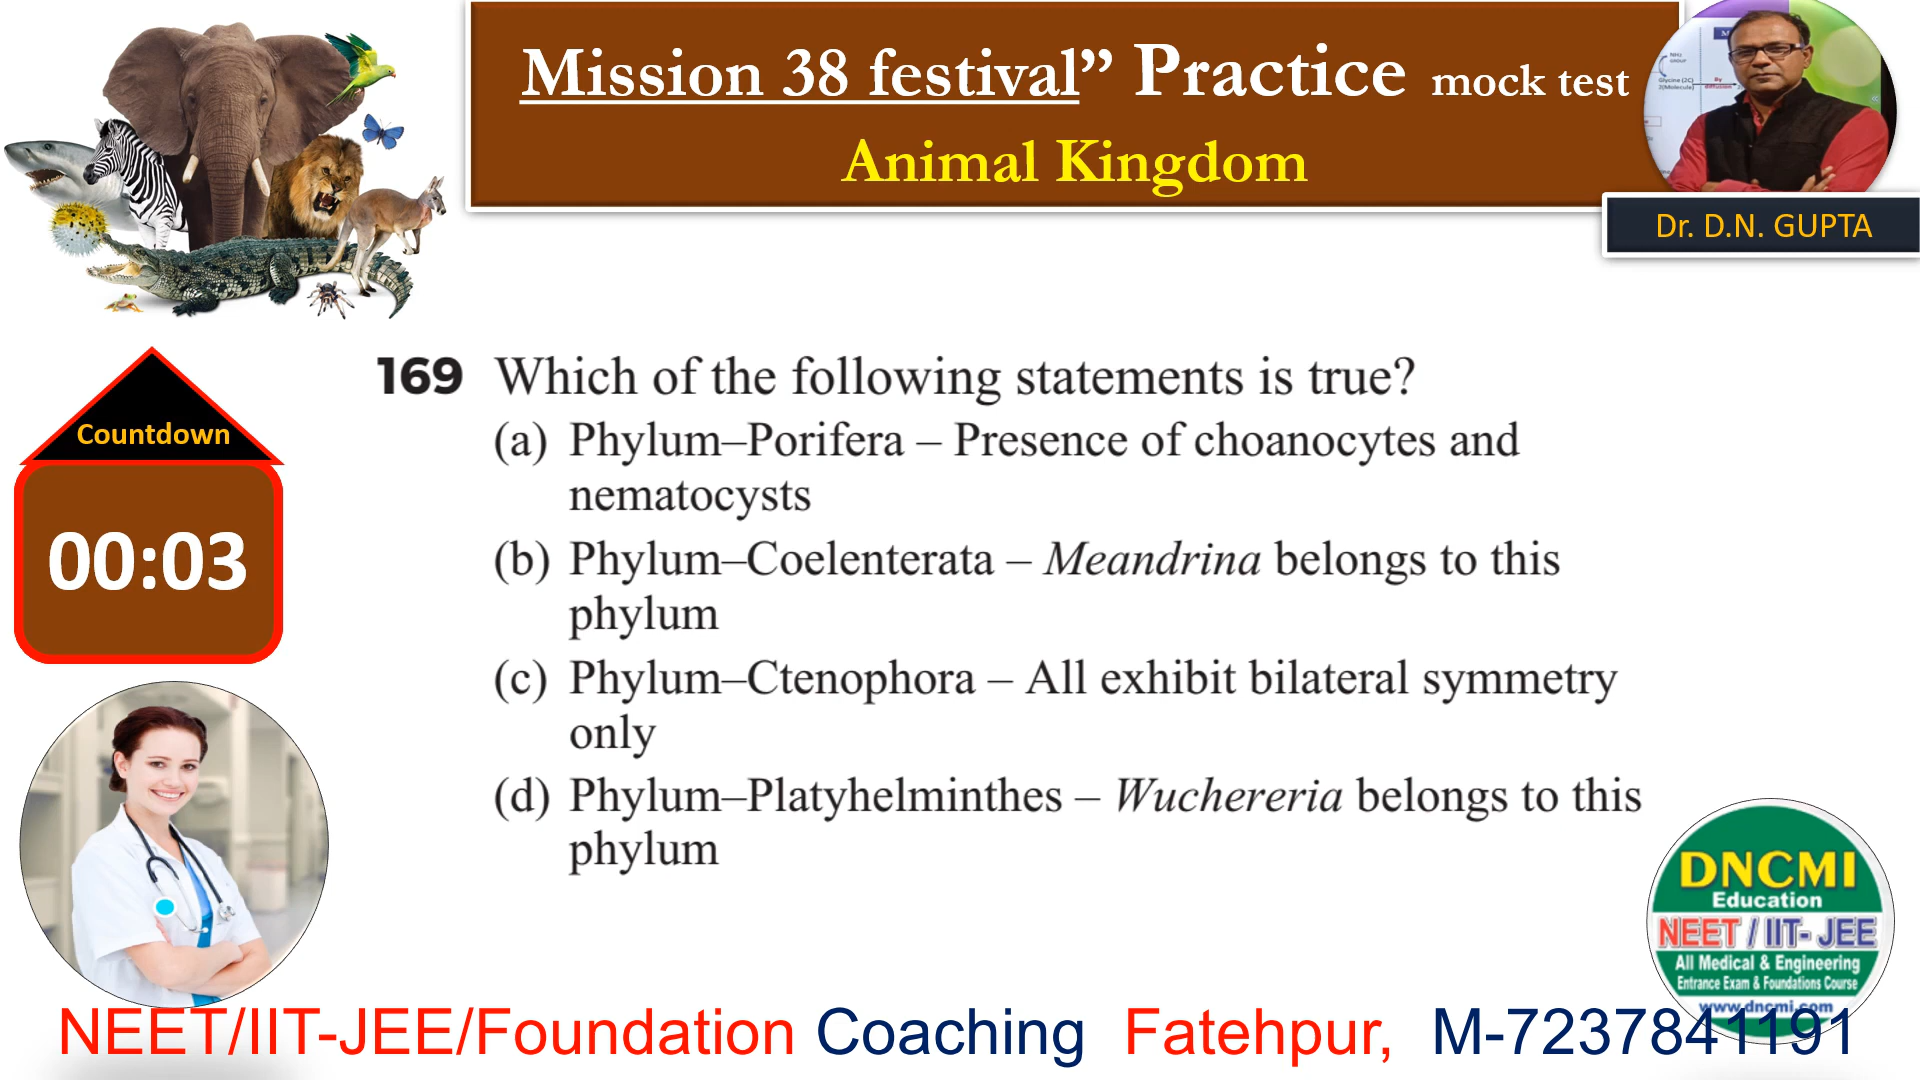 Mission 38 festival” Practice mock test
Animal Kingdom
Dr. D.N. GUPTA
Countdown
00:03
169 Which of the following statements is true?
(a) Phylum–Porifera – Presence of choanocytes and
nematocysts
(b) Phylum–Coelenterata – Meandrina belongs to this
phylum
(c) Phylum–Ctenophora – All exhibit bilateral symmetry
only
(d) Phylum–Platyhelminthes – Wuchereria belongs to this
phylum
DNCMI
Education
NEET / IIT- JEE
All Medical & Engineering
Entrance Exam & Foundations Course
www.dncmi.com
NEET/IIT-JEE/Foundation Coaching Fatehpur, M-7237841191